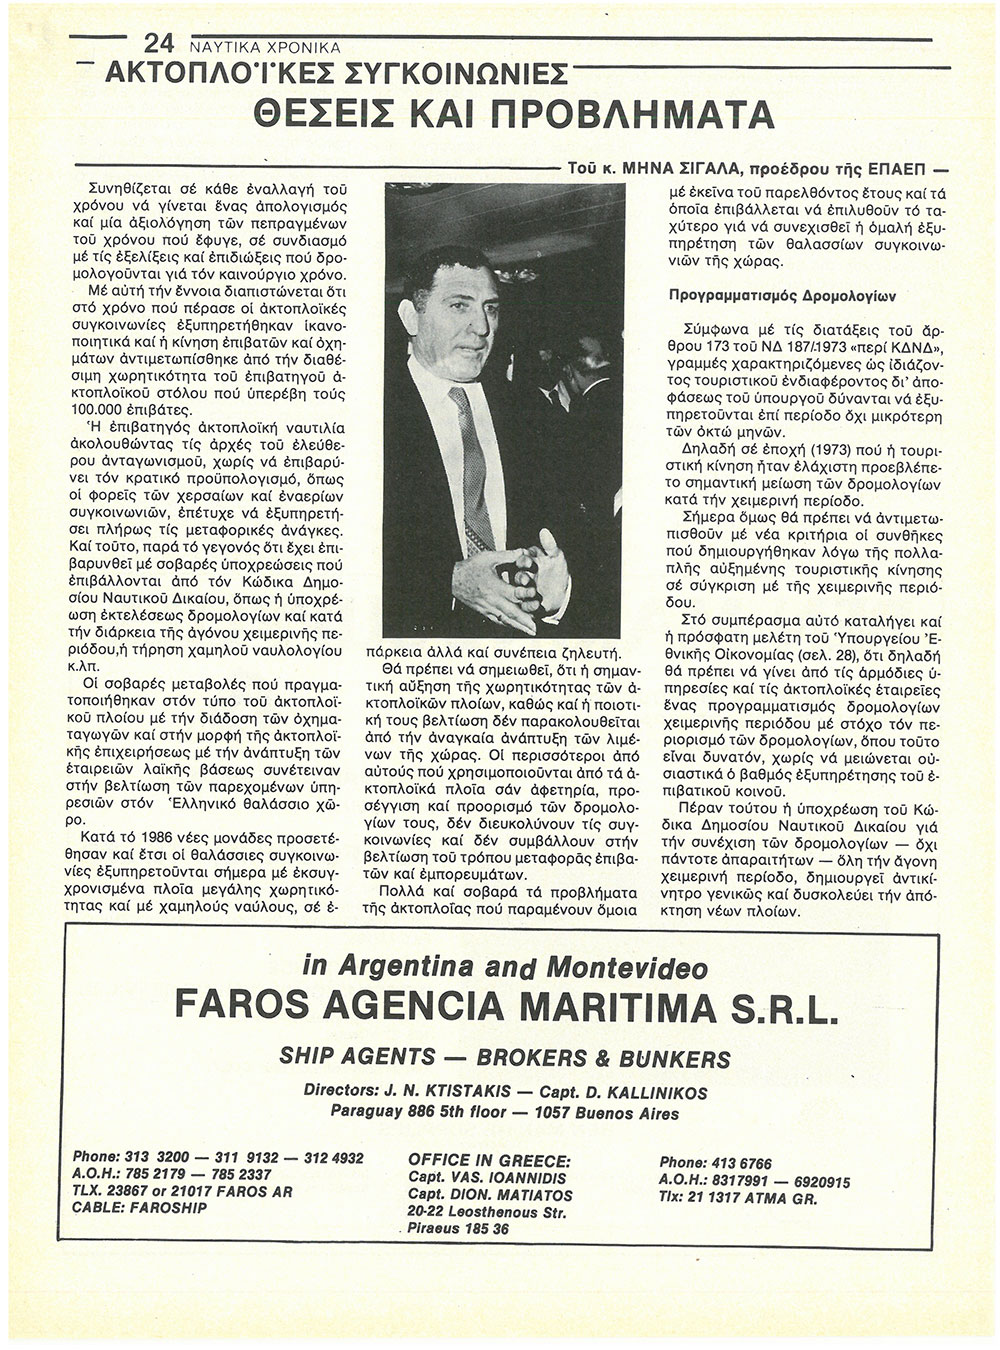 24 ΝΑΥΤΙΚΑ ΧΡΟΝΙΚΑ
ΑΚΤΟΠΛΟ·Ι·ΚΕΣ ΣΥΓΚΟΙΝΩΝΙΕΣ
ΘΕΣΕΙΣ ΚΑΙ ΠΡΟΒΛΗΜΑΤΑ
Τοῦ κ. ΜΗΝΑ ΣΙΓΑΛΑ, προέδρου τῆς ΕΠΑΕΠ —
Συνηθίζεται σέ κάθε ἐναλλαγή τοῦ
χρόνου νά γίνεται ἕνας ἀπολογισμός
καί μία ἀξιολόγηση τῶν πεπραγμένων
τοῦ χρόνου πού ἔφυγε, σέ συνδιασμό
μέ τίς ἐξελίξεις καί ἐπιδιώξεις πού δρο-
μολογοῦνται γιά τόν καινούργιο χρόνο.
Μέ αὐτή τήν ἔννοια διαπιστώνεται ὅτι
στό χρόνο πού πέρασε οἱ ἀκτοπλοϊκές
συγκοινωνίες ἐξυπηρετήθηκαν ἱκανο-
ποιητικά καί ἡ κίνηση ἐπιβατῶν καί ὀχη-
μάτων ἀντιμετωπίσθηκε ἀπό τήν διαθέ-
σιμη χωρητικότητα τοῦ ἐπιβατηγοῦ ἀ-
κτοπλοϊκοῦ στόλου πού ὑπερέβη τούς
100.000 ἐπιβάτες.
Ἡ ἐπιβατηγός ἀκτοπλοϊκή ναυτιλία
ἀκολουθώντας τίς ἀρχές τοῦ ἐλεύθε-
ρου ἀνταγωνισμοῦ, χωρίς νά ἐπιβαρύ-
νει τόν κρατικό προϋπολογισμό, ὅπως
οἱ φορεῖς τῶν χερσαίων καί ἐναερίων
συγκοινωνιῶν, ἐπέτυχε νά ἐξυπηρετή-
σει πλήρως τίς μεταφορικές ἀνάγκες.
Καί τοῦτο, παρά τό γεγονός ὅτι ἔχει ἐπι-
βαρυνθεῖ μέ σοβαρές ὑποχρεώσεις πού
ἐπιβάλλονται ἀπό τόν Κώδικα Δημο-
σίου Ναυτικοῦ Δικαίου, ὅπως ἡ ὑποχρέ-
ωση ἐκτελέσεως δρομολογίων καί κατά
τήν διάρκεια τῆς ἀγόνου χειμερινῆς πε-
ριόδου,ἡ τήρηση χαμηλοῦ ναυλολογίου
κ.λπ.
Οἱ σοβαρές μεταβολές πού πραγμα-
τοποιήθηκαν στόν τύπο τοῦ ἀκτοπλοϊ-
κοῦ πλοίου μέ τήν διάδοση τῶν ὀχημα-
ταγωγῶν καί στήν μορφή τῆς ἀκτοπλοϊ-
κῆς ἐπιχειρήσεως μέ τήν ἀνάπτυξη τῶν
ἑταιρειῶν λαϊκῆς βάσεως συνέτειναν
στήν βελτίωση τῶν παρεχομένων ὑπη-
ρεσιῶν στόν Ἑλληνικό θαλάσσιο χῶ-
ρο.
Κατά τό 1986 νέες μονάδες προσετέ-
θησαν καί ἔτσι οἱ θαλάσσιες συγκοινω-
νίες ἐξυπηρετοῦνται σήμερα μέ ἐκσυγ-
χρονισμένα πλοῖα μεγάλης χωρητικό-
τητας καί μέ χαμηλούς ναύλους, σέ ἐ-
πάρκεια ἀλλά καί συνέπεια ζηλευτή.
Θά πρέπει νά σημειωθεῖ, ὅτι ἡ σημαν-
τική αὔξηση τῆς χωρητικότητας τῶν ἀ-
κτοπλοϊκῶν πλοίων, καθώς καί ἡ ποιοτι-
κή τους βελτίωση δέν παρακολουθεῖται
ἀπό τήν ἀναγκαία ἀνάπτυξη τῶν λιμέ-
νων τῆς χώρας. Οἱ περισσότεροι ἀπό
αὐτούς πού χρησιμοποιοῦνται ἀπό τά ἀ-
κτοπλοϊκά πλοῖα σάν ἀφετηρία, προ-
σέγγιση καί προορισμό τῶν δρομολο-
γίων τους, δέν διευκολύνουν τίς συγ-
κοινωνίες καί δέν συμβάλλουν στήν
βελτίωση τοῦ τρόπου μεταφορᾶς ἐπιβα-
τῶν καί ἐμπορευμάτων.
Πολλά καί σοβαρά τά προβλήματα
τῆς ἀκτοπλοΐας πού παραμένουν ὅμοια
μέ ἐκεῖνα τοῦ παρελθόντος ἔτους καί τά
ὁποῖα ἐπιβάλλεται νά ἐπιλυθοῦν τό τα-
χύτερο γιά νά συνεχισθεῖ ἡ ὁμαλή ἐξυ-
πηρέτηση τῶν θαλασσίων συγκοινω-
νιῶν τῆς χώρας.
Προγραμματισμός Δρομολογίων
Σύμφωνα μέ τίς διατάξεις τοῦ ἄρ-
θρου 173 τοῦ ΝΔ 187/1973 «περί ΚΔΝΔ»,
γραμμές χαρακτηριζόμενες ὡς ἰδιάζον-
τος τουριστικοῦ ἐνδιαφέροντος δι' ἀπο-
φάσεως τοῦ ὑπουργοῦ δύνανται νά ἐξυ-
πηρετοῦνται ἐπί περίοδο ὄχι μικρότερη
τῶν ὀκτώ μηνῶν.
Δηλαδή σέ ἐποχή (1973) πού ἡ τουρι-
στική κίνηση ἦταν ἐλάχιστη προεβλέπε-
το σημαντική μείωση τῶν δρομολογίων
κατά τήν χειμερινή περίοδο.
Σήμερα ὅμως θά πρέπει νά ἀντιμετω-
πισθοῦν μέ νέα κριτήρια οἱ συνθῆκες
πού δημιουργήθηκαν λόγω τῆς πολλα-
πλῆς αὐξημένης τουριστικῆς κίνησης
σέ σύγκριση μέ τῆς χειμερινῆς περιό-
δου.
Στό συμπέρασμα αὐτό καταλήγει καί
ἡ πρόσφατη μελέτη τοῦ Ὑπουργείου Ἐ-
θνικῆς Οἰκονομίας (σελ. 28), ὅτι δηλαδή
θά πρέπει νά γίνει ἀπό τίς ἁρμόδιες ὑ-
πηρεσίες καί τίς ἀκτοπλοϊκές ἑταιρεῖες
ἕνας προγραμματισμός δρομολογίων
χειμερινῆς περιόδου μέ στόχο τόν πε-
ριορισμό τῶν δρομολογίων, ὅπου τοῦτο
εἶναι δυνατόν, χωρίς νά μειώνεται οὐ-
σιαστικά ὁ βαθμός ἐξυπηρέτησης τοῦ ἐ-
πιβατικοῦ κοινοῦ.
Πέραν τούτου ἡ ὑποχρέωση τοῦ Κώ-
δικα Δημοσίου Ναυτικοῦ Δικαίου γιά
τήν συνέχιση τῶν δρομολογίων — ὄχι
πάντοτε ἀπαραιτήτων — ὅλη τήν ἄγονη
χειμερινή περίοδο, δημιουργεῖ ἀντικί-
νητρο γενικῶς καί δυσκολεύει τήν ἀπό-
κτηση νέων πλοίων.
in Argentina and Montevideo
FAROS AGENCIA MARITIMA S.R.L.
SHIP AGENTS — BROKERS & BUNKERS
Directors: J. N. KTISTAKIS — Capt. D. KALLINIKOS
Paraguay 886 5th floor — 1057 Buenos Aires
Phone: 313 3200 — 311 9132 — 312 4932
A.O.H.: 785 2179 — 785 2337
TLX. 23867 or 21017 FAROS AR
CABLE: FAROSHIP
OFFICE IN GREECE:
Capt. VAS. IOANNIDIS
Capt. DION. MATIATOS
20-22 Leosthenous Str.
Piraeus 185 36
Phone: 413 6766
A.O.H.: 8317991 — 6920915
Tlx: 21 1317 ATMA GR.